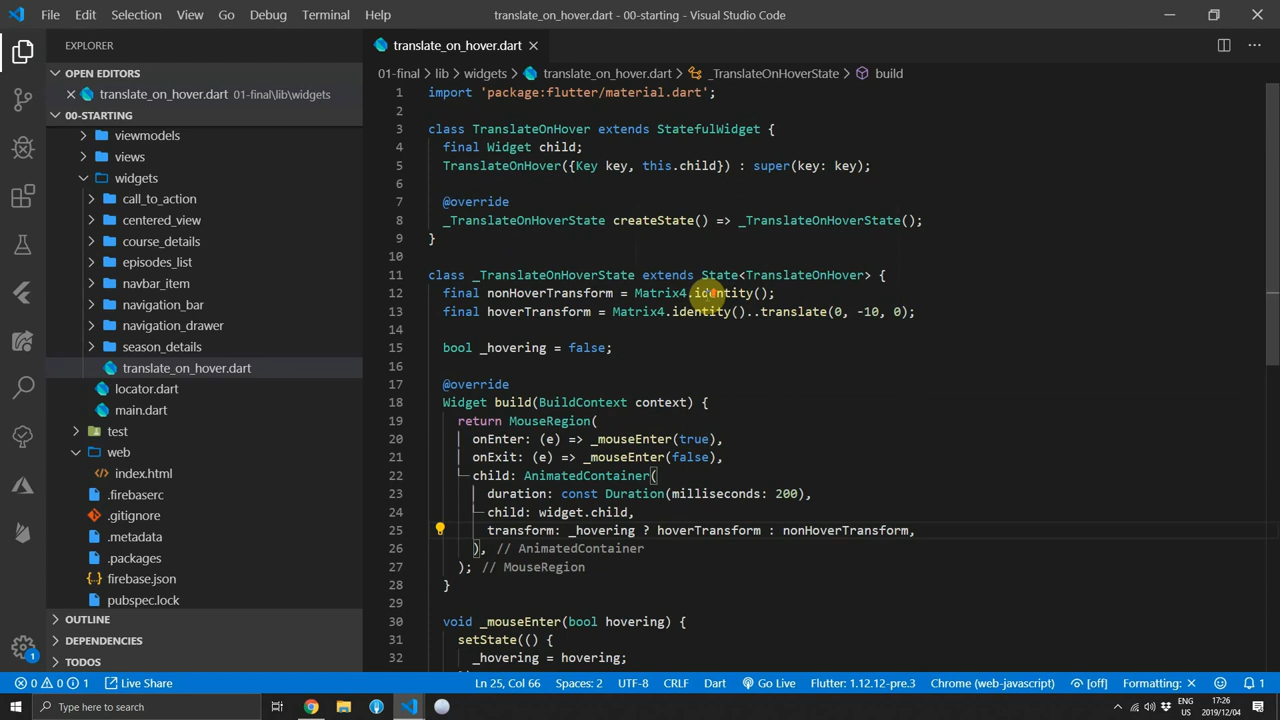 File Edit Selection View Go Debug Terminal Help
translate_on_hover.dart - 00-starting - Visual Studio Code
EXPLORER
OPEN EDITORS
translate_on_hover.dart 01-final\lib\widgets
00-STARTING
viewmodels
views
widgets
call_to_action
centered_view
course_details
episodes_list
navbar_item
navigation_bar
navigation_drawer
season_details
translate_on_hover.dart
locator.dart
main.dart
test
web
index.html
.firebaserc
.gitignore
.metadata
.packages
firebase.json
pubspec.lock
OUTLINE
DEPENDENCIES
TODOS
translate_on_hover.dart
01-final > lib > widgets > translate_on_hover.dart > _TranslateOnHoverState > build
1 import 'package:flutter/material.dart';
2
3 class TranslateOnHover extends StatefulWidget {
4 final Widget child;
5 TranslateOnHover({Key key, this.child}) : super(key: key);
6
7 @override
8 _TranslateOnHoverState createState() => _TranslateOnHoverState();
9 }
10
11 class _TranslateOnHoverState extends State<TranslateOnHover> {
12 final nonHoverTransform = Matrix4.identity();
13 final hoverTransform = Matrix4.identity()..translate(0, -10, 0);
14
15 bool _hovering = false;
16
17 @override
18 Widget build(BuildContext context) {
19 return MouseRegion(
20 onEnter: (e) => _mouseEnter(true),
21 onExit: (e) => _mouseEnter(false),
22 child: AnimatedContainer(
23 duration: const Duration(milliseconds: 200),
24 child: widget.child,
25 transform: _hovering ? hoverTransform : nonHoverTransform,
26 ), // AnimatedContainer
27 ); // MouseRegion
28 }
29
30 void _mouseEnter(bool hovering) {
31 setState(() {
32 _hovering = hovering;
1
0 0 1 Live Share Ln 25, Col 66 Spaces: 2 UTF-8 CRLF Dart Go Live Flutter: 1.12.12-pre.3 Chrome (web-javascript) [off] Formatting: ✕ 1
Type here to search
ENG
US
17:26
2019/12/04